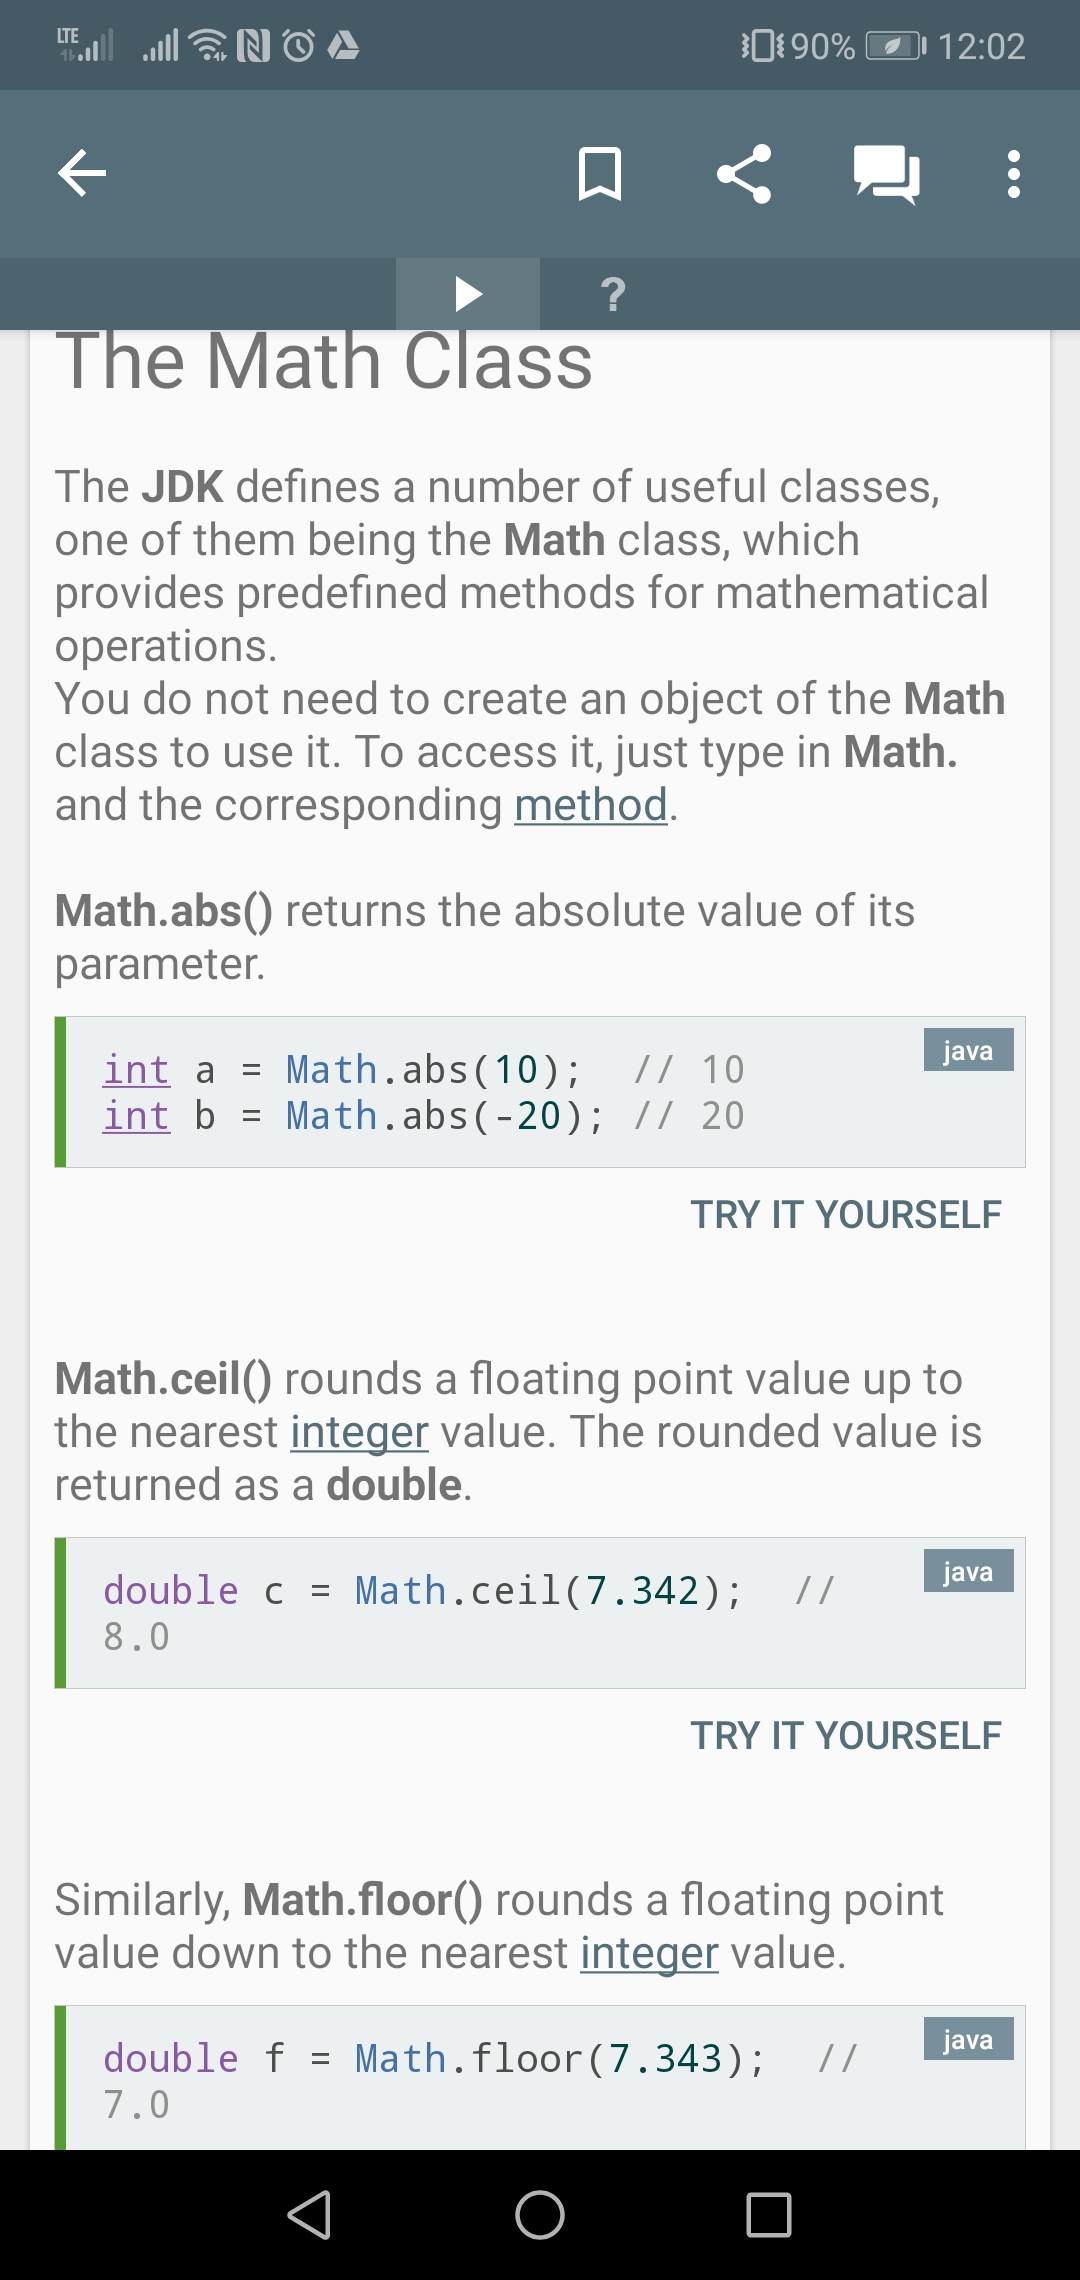 LTE 90% 12:02
?
The Math Class
The JDK defines a number of useful classes,
one of them being the Math class, which
provides predefined methods for mathematical
operations.
You do not need to create an object of the Math
class to use it. To access it, just type in Math.
and the corresponding method.
Math.abs() returns the absolute value of its
parameter.
java
int a = Math.abs(10);  // 10
int b = Math.abs(-20); // 20
TRY IT YOURSELF
Math.ceil() rounds a floating point value up to
the nearest integer value. The rounded value is
returned as a double.
java
double c = Math.ceil(7.342);  //
8.0
TRY IT YOURSELF
Similarly, Math.floor() rounds a floating point
value down to the nearest integer value.
java
double f = Math.floor(7.343);  //
7.0